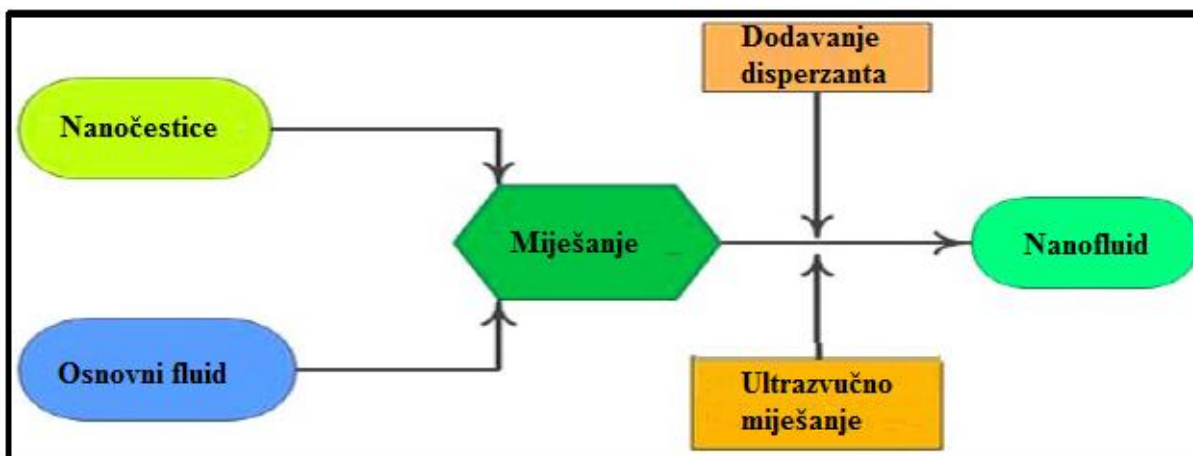 Nanočestice
Osnovni fluid
Miješanje
Dodavanje
disperzanta
Ultrazvučno
miješanje
Nanofluid